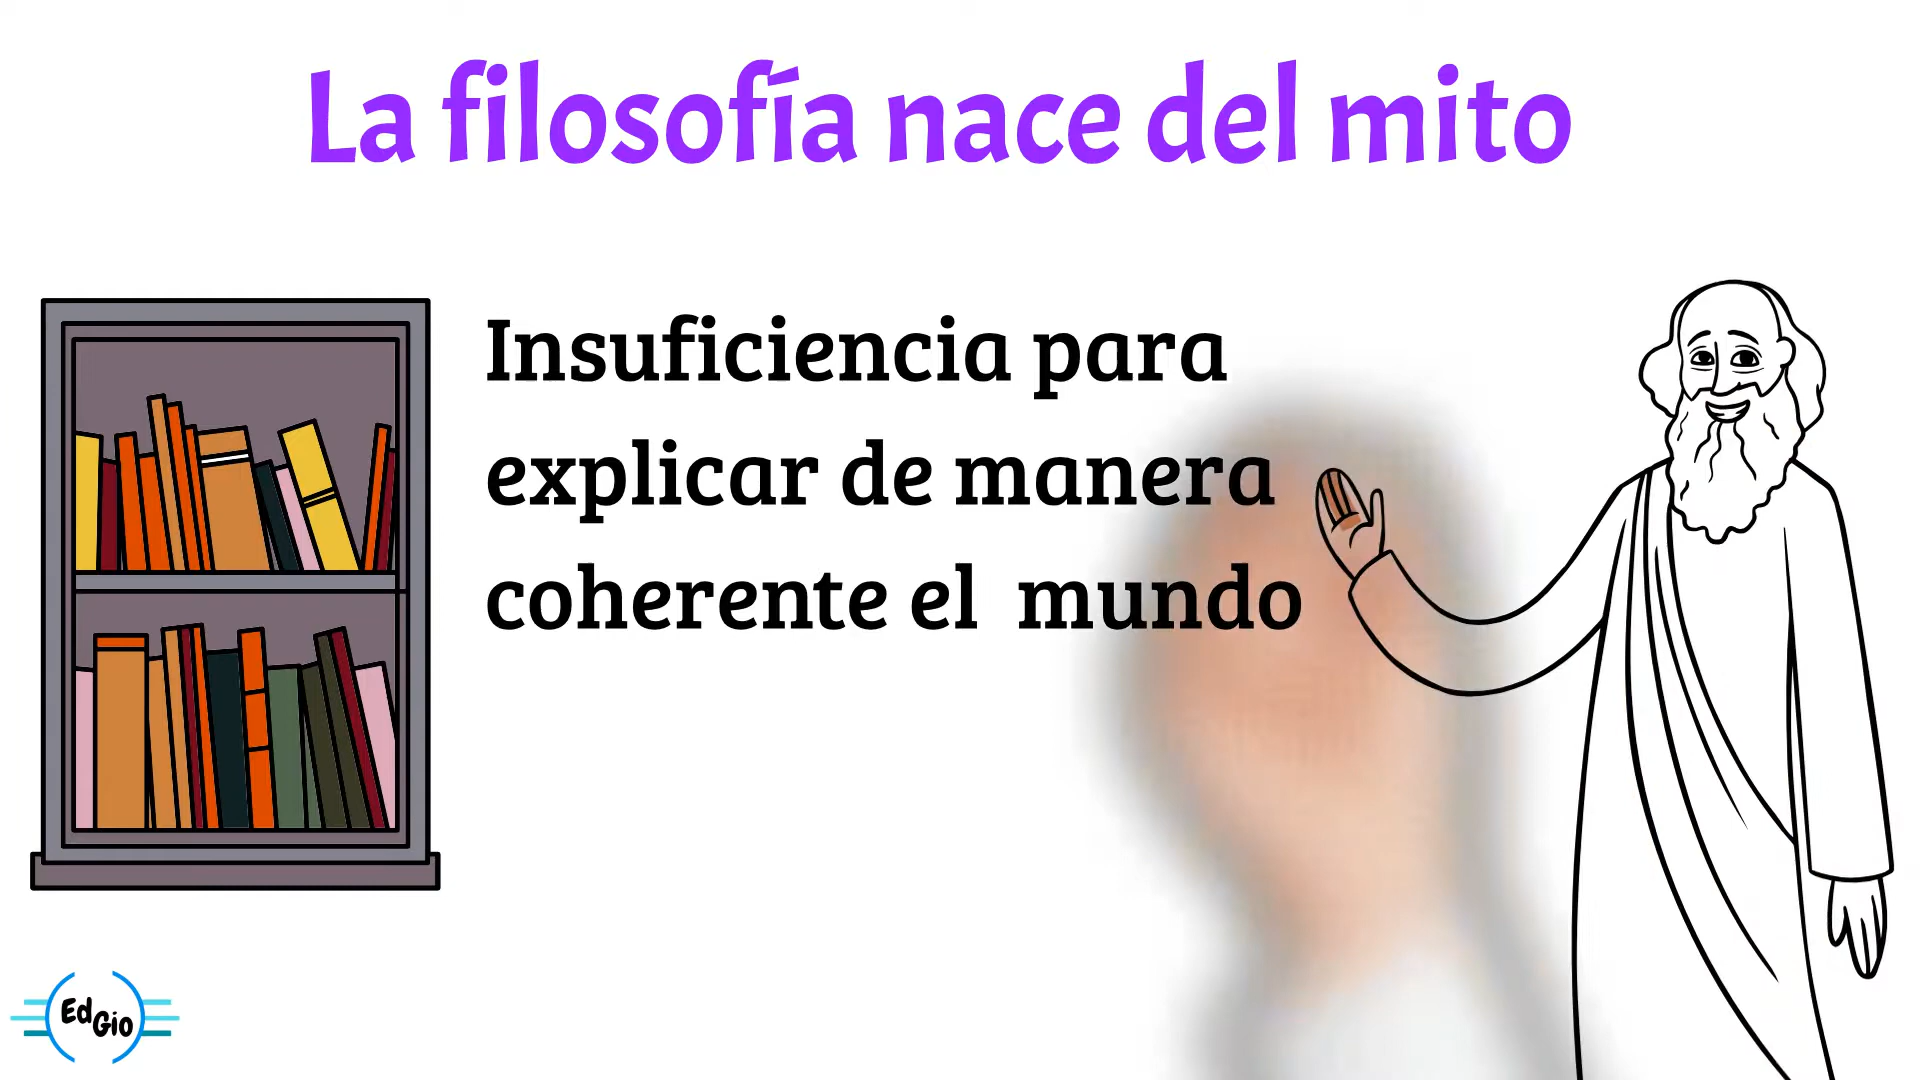 La filosofía nace del mito
Insuficiencia para
explicar de manera
coherente el mundo
EdGio